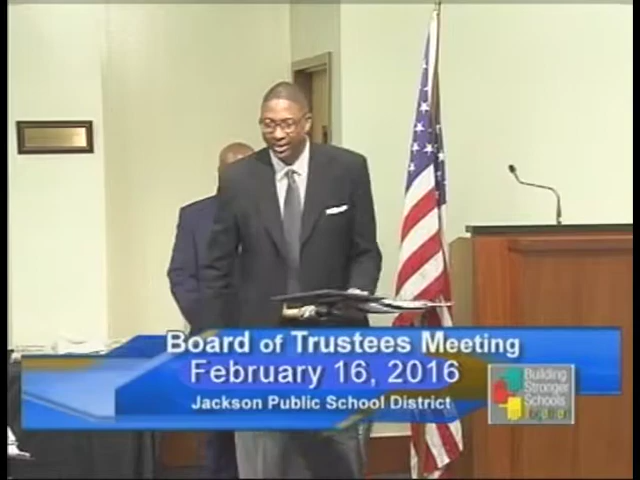 Board of Trustees Meeting
February 16, 2016
Jackson Public School District
Building
Stronger
Schools